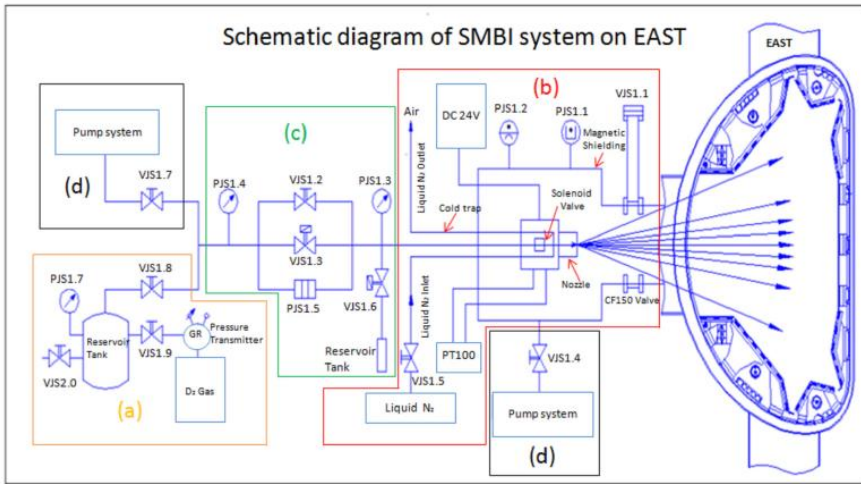 Schematic diagram of SMBI system on EAST
EAST
(b)
Pump system
(d)
VJS1.7
(c)
PJS1.4
VJS1.2
PJS1.3
VJS1.3
PJS1.5
VJS1.6
Reservoir
Tank
Air
Liquid N₂ Outlet
DC 24V
PJS1.2
PJS1.1
VJS1.1
Magnetic
Shielding
Cold trap
Solenoid
Valve
Nozzle
CF150 Valve
Liquid N₂ Inlet
PT100
VJS1.5
Liquid N₂
VJS1.4
Pump system
(d)
PJS1.7
VJS1.8
Reservoir
Tank
VJS1.9
GR
Pressure
Transmitter
VJS2.0
D₂ Gas
(a)